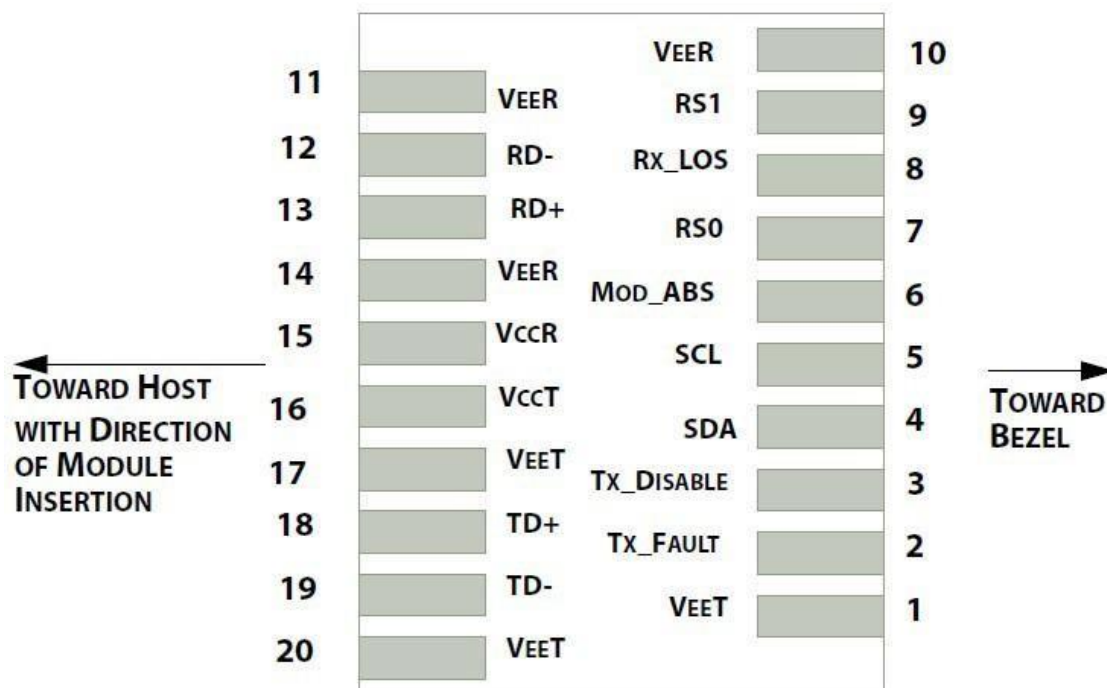 VEER 10
11 VEER
RS1 9
12 RD-
RX_LOS 8
13 RD+
RS0 7
14 VEER
MOD_ABS 6
15 VCCR
SCL 5
TOWARD HOST
WITH DIRECTION
OF MODULE
INSERTION
TOWARD
BEZEL
16 VCCT
SDA 4
17 VEET
TX_DISABLE 3
18 TD+
TX_FAULT 2
19 TD-
VEET 1
20 VEET